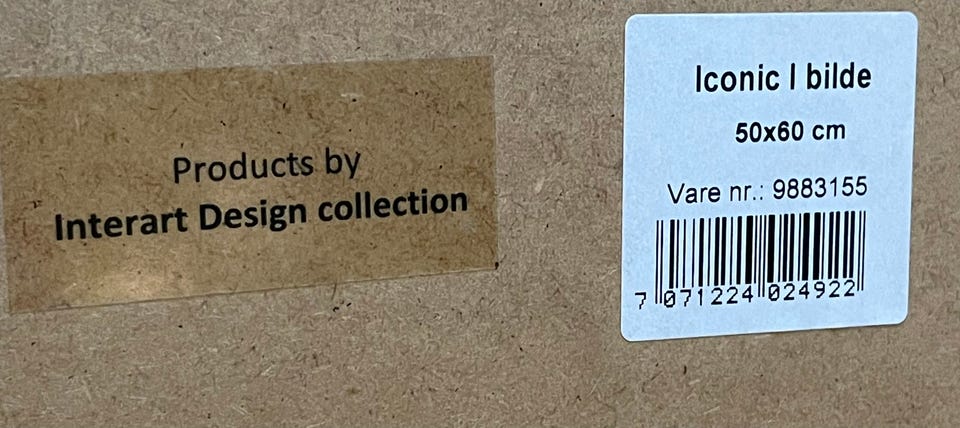 Products by
Interart Design collection
Iconic I bilde
50x60 cm
Vare nr.: 9883155
7 071224 024922